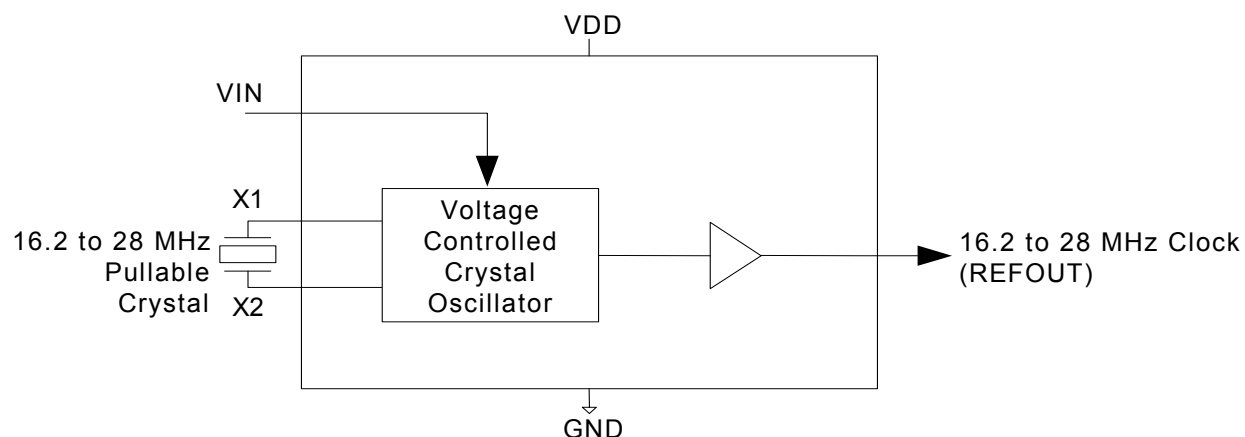 VDD
VIN
X1
16.2 to 28 MHz
Pullable
Crystal
X2
Voltage
Controlled
Crystal
Oscillator
16.2 to 28 MHz Clock
(REFOUT)
GND